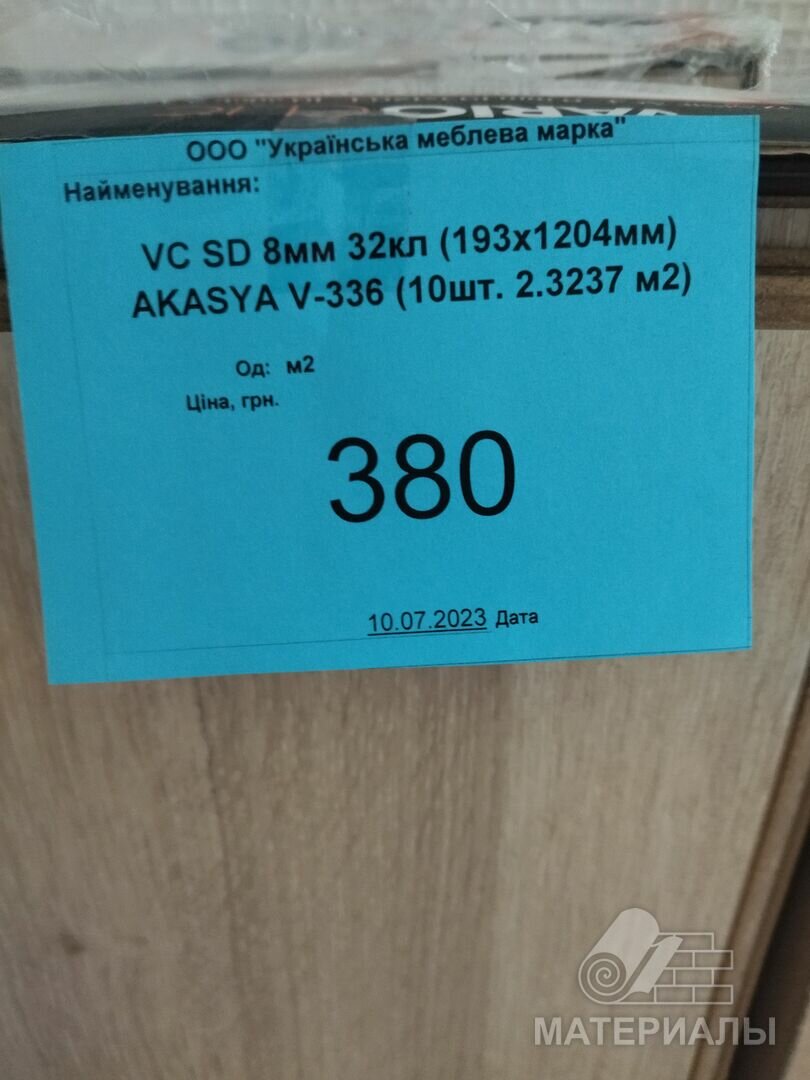 VARIO
ООО "Українська меблева марка"
Найменування:
VC SD 8мм 32кл (193х1204мм)
AKASYA V-336 (10шт. 2.3237 м2)
Од: м2
Ціна, грн.
380
10.07.2023 Дата
МАТЕРИАЛЫ